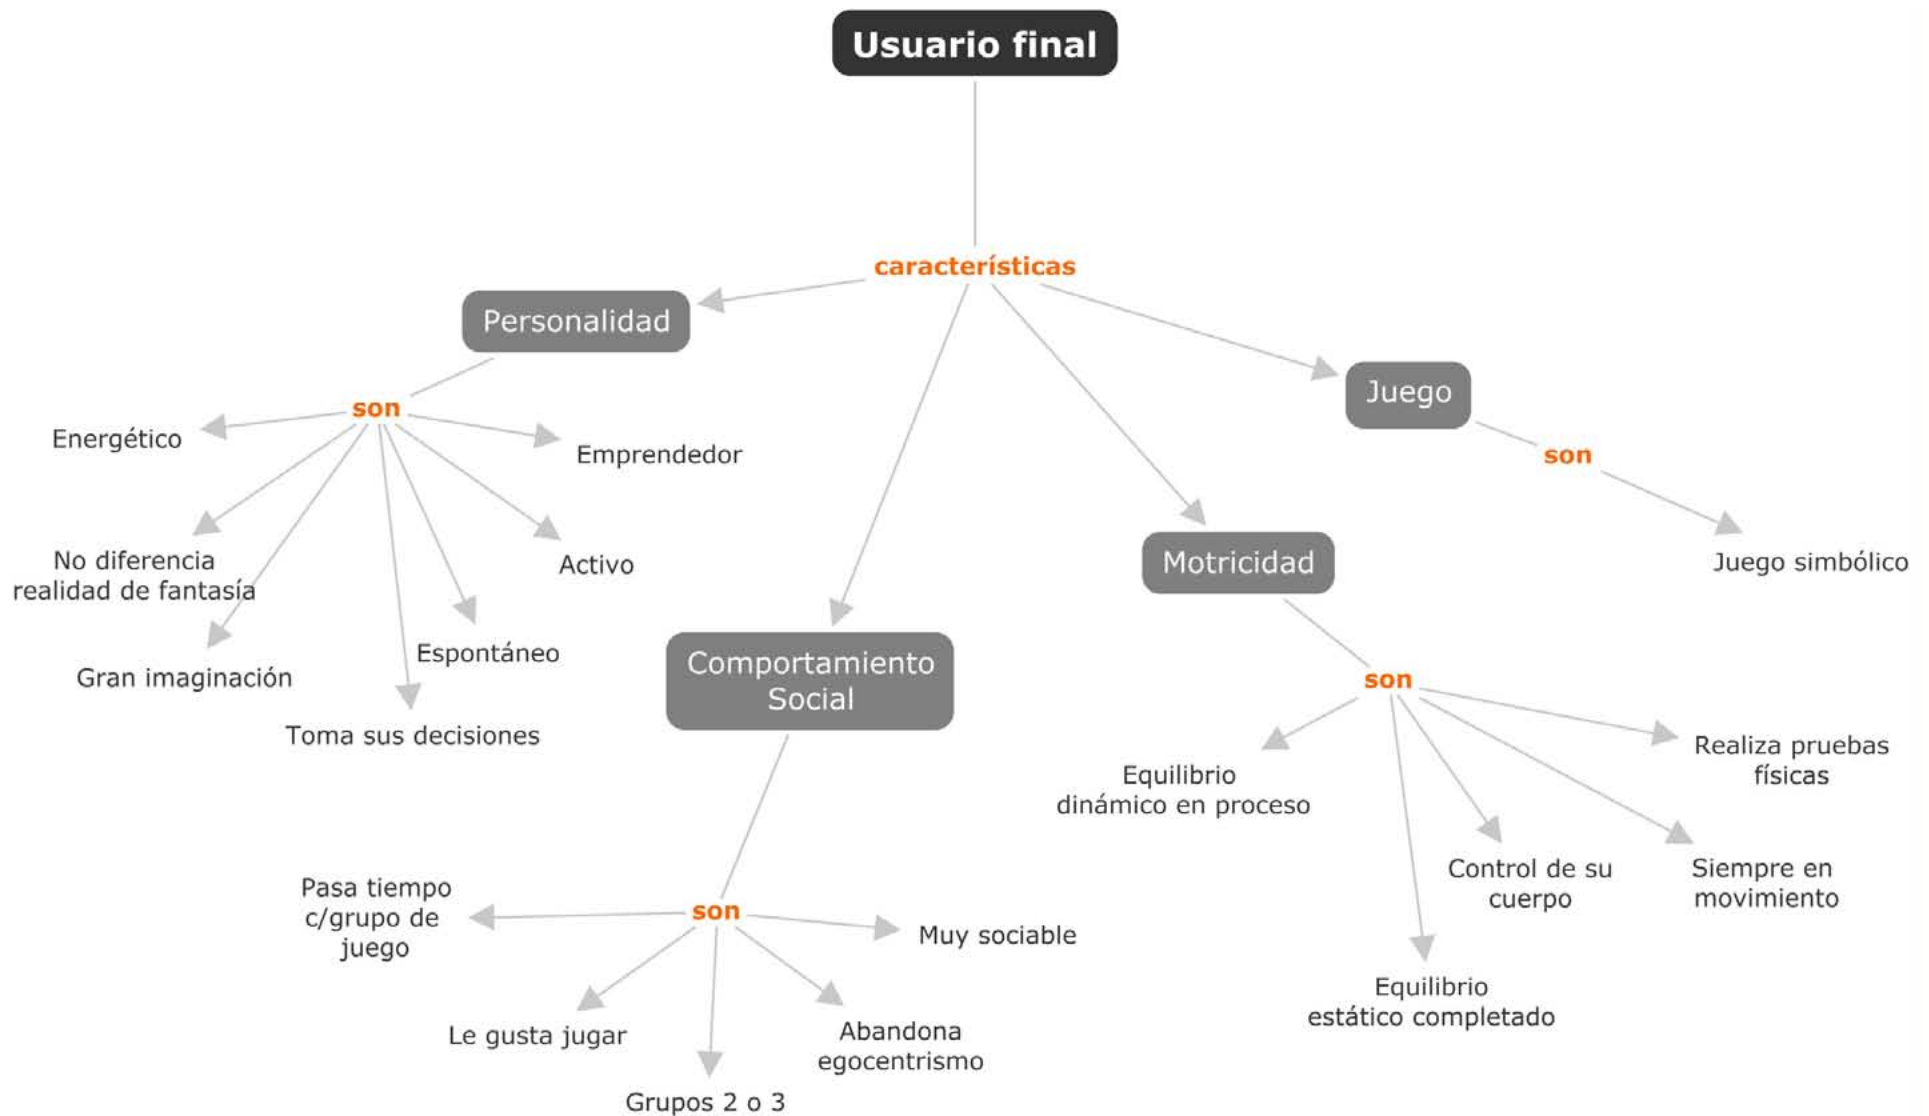 Usuario final
características
Personalidad
Juego
son
Energético
Emprendedor
son
No diferencia
realidad de fantasía
Activo
Motricidad
Juego simbólico
Gran imaginación
Espontáneo
Toma sus decisiones
Comportamiento
Social
son
Equilibrio
dinámico en proceso
Realiza pruebas
físicas
Control de su
cuerpo
Siempre en
movimiento
Equilibrio
estático completado
son
Pasa tiempo
c/grupo de
juego
Muy sociable
Le gusta jugar
Abandona
egocentrismo
Grupos 2 o 3